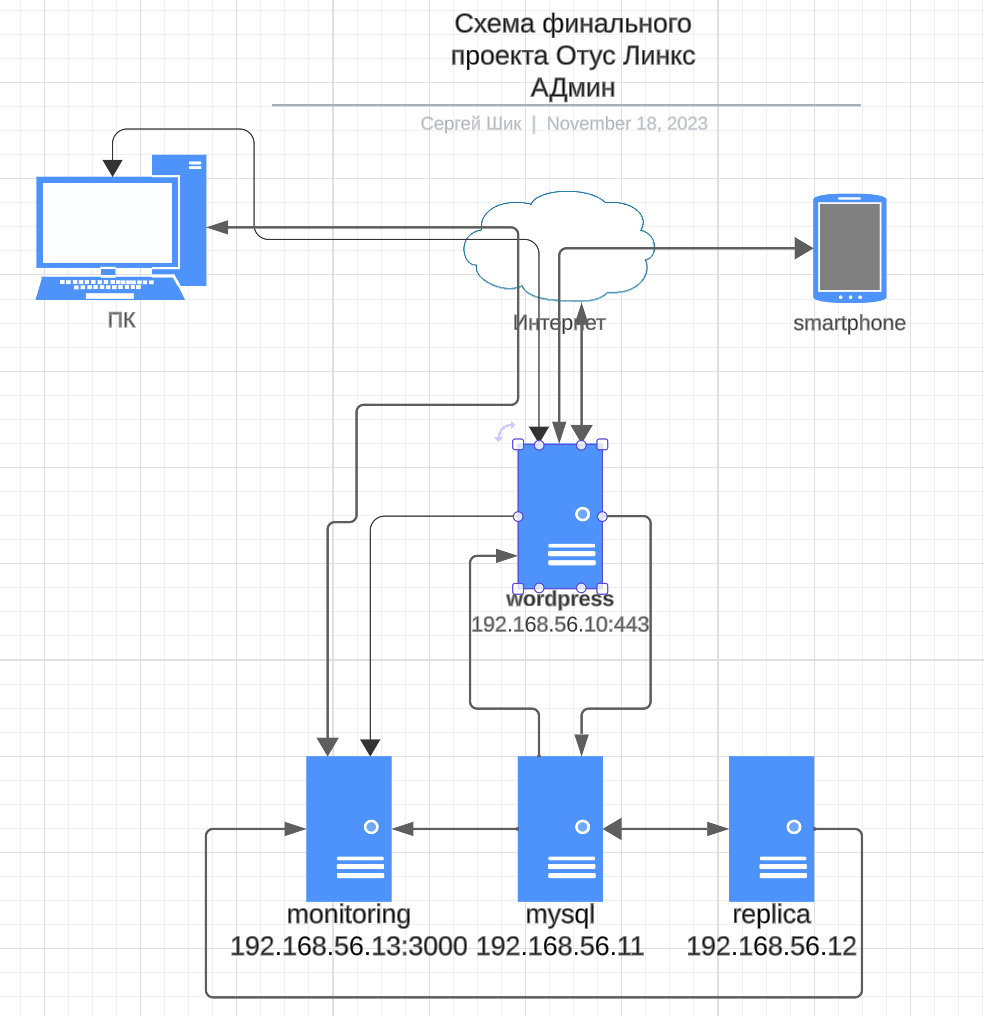 Схема финального
проекта Отус Линкс
АДмин
Сергей Шик | November 18, 2023
ПК
Интернет
smartphone
wordpress
192.168.56.10:443
monitoring
192.168.56.13:3000
mysql
192.168.56.11
replica
192.168.56.12